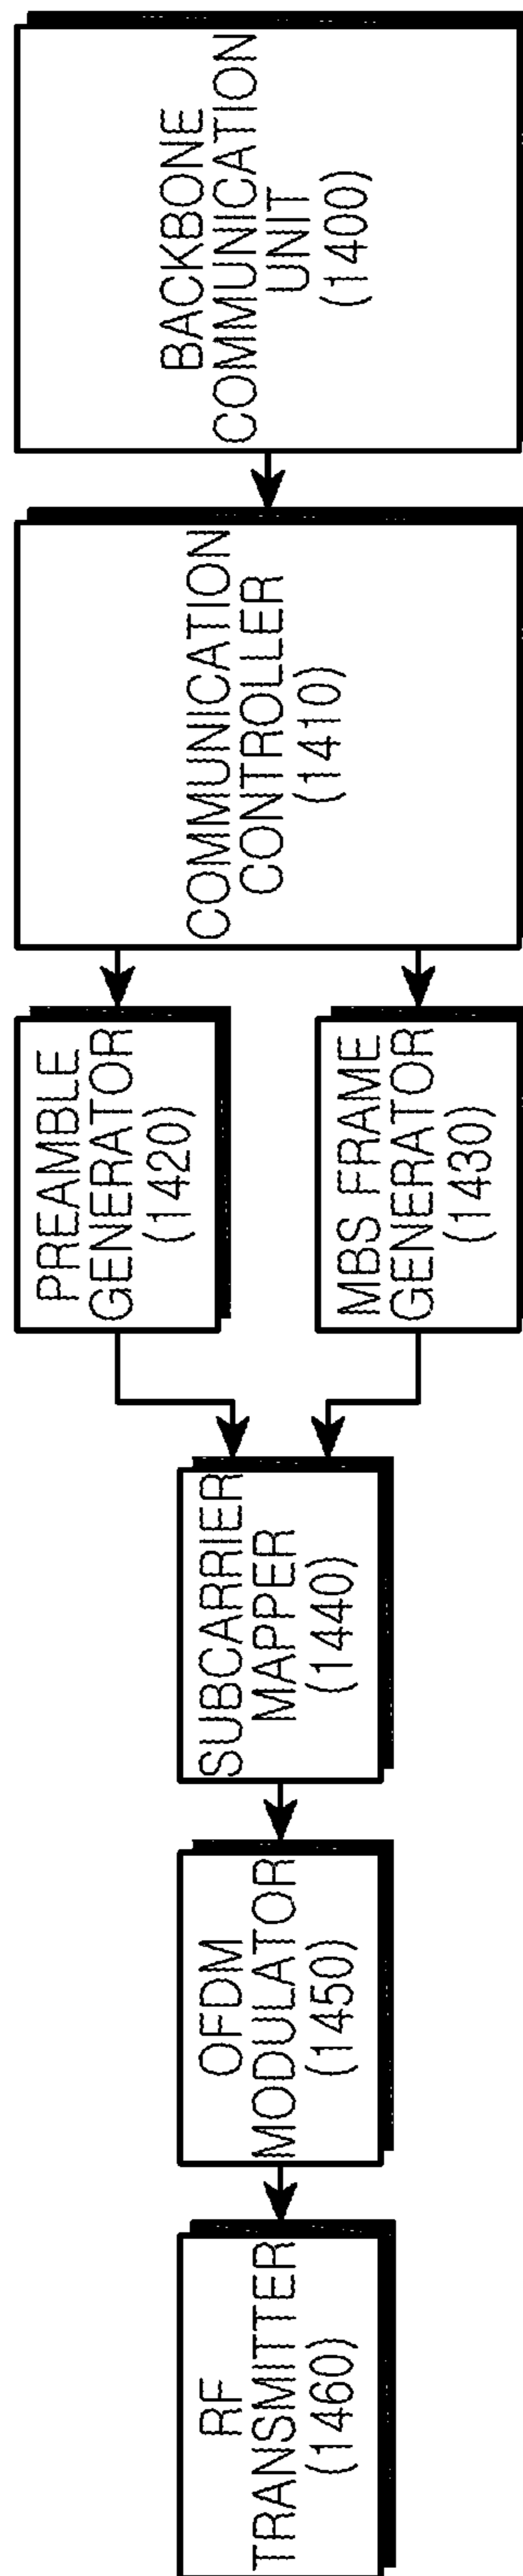 BACKBONE
COMMUNICATION
UNIT
(1400)
COMMUNICATION
CONTROLLER
(1410)
PREAMBLE
GENERATOR
(1420)
MBS FRAME
GENERATOR
(1430)
SUBCARRIER
MAPPER
(1440)
OFDM
MODULATOR
(1450)
RF
TRANSMITTER
(1460)